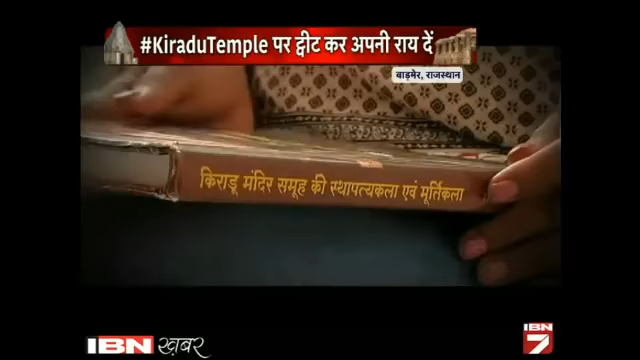 #KiraduTemple पर ट्वीट कर अपनी राय दें
बाड़मेर, राजस्थान
किराडू मंदिर समूह की स्थापत्यकला एवं मूर्तिकला
IBN ख़बर
IBN
7